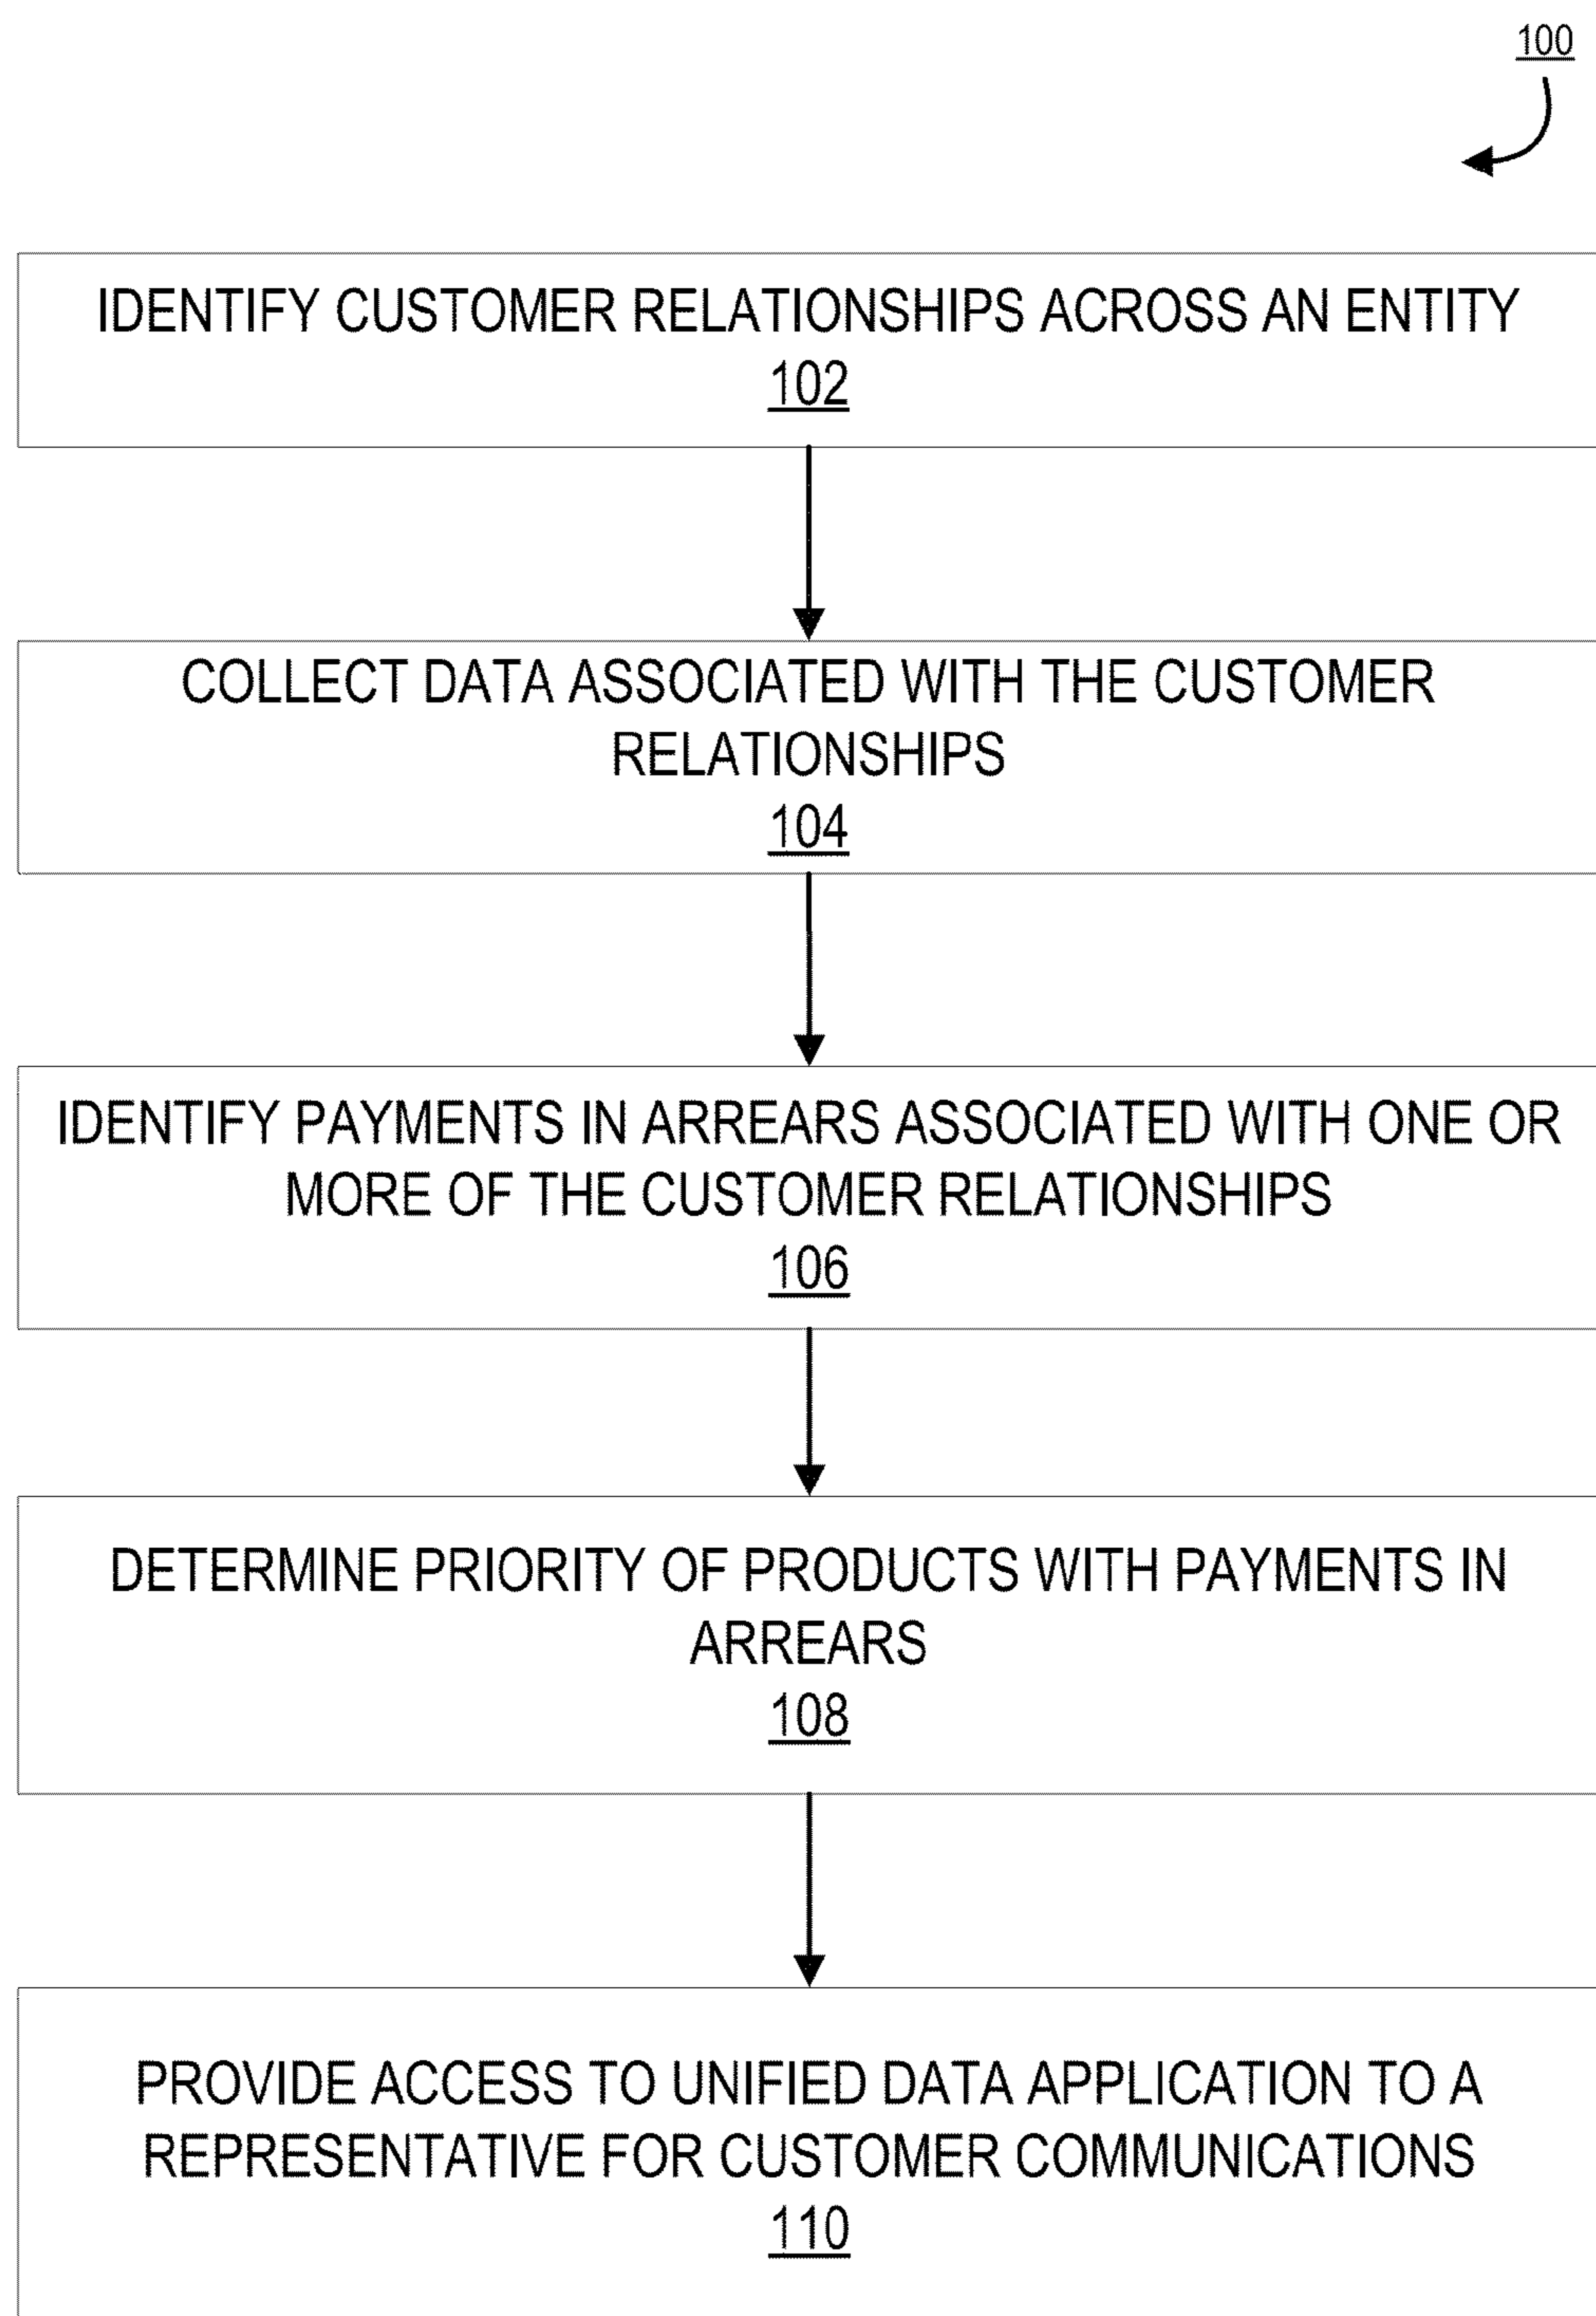 100
IDENTIFY CUSTOMER RELATIONSHIPS ACROSS AN ENTITY
102
COLLECT DATA ASSOCIATED WITH THE CUSTOMER
RELATIONSHIPS
104
IDENTIFY PAYMENTS IN ARREARS ASSOCIATED WITH ONE OR
MORE OF THE CUSTOMER RELATIONSHIPS
106
DETERMINE PRIORITY OF PRODUCTS WITH PAYMENTS IN
ARREARS
108
PROVIDE ACCESS TO UNIFIED DATA APPLICATION TO A
REPRESENTATIVE FOR CUSTOMER COMMUNICATIONS
110